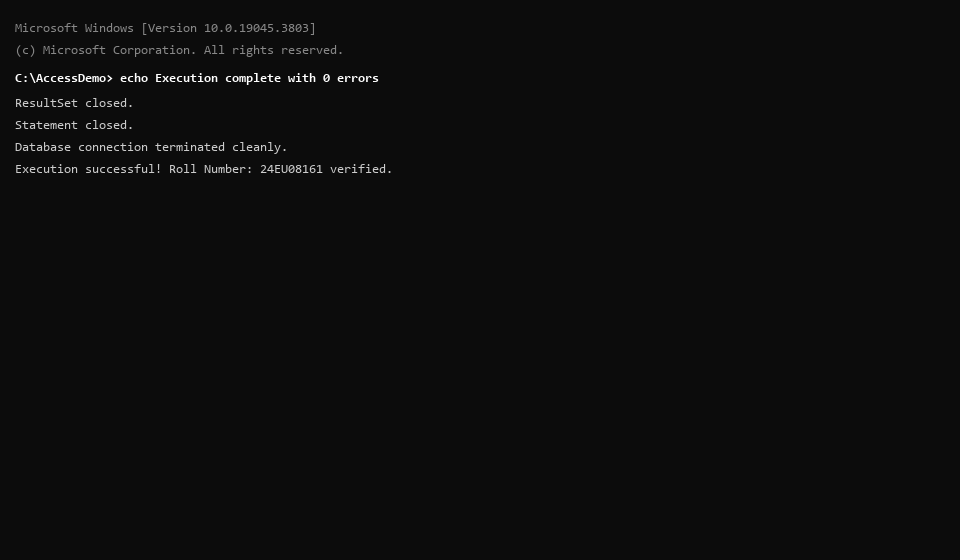 Microsoft Windows [Version 10.0.19045.3803]
(c) Microsoft Corporation. All rights reserved.
C:\AccessDemo> echo Execution complete with 0 errors
ResultSet closed.
Statement closed.
Database connection terminated cleanly.
Execution successful! Roll Number: 24EU08161 verified.